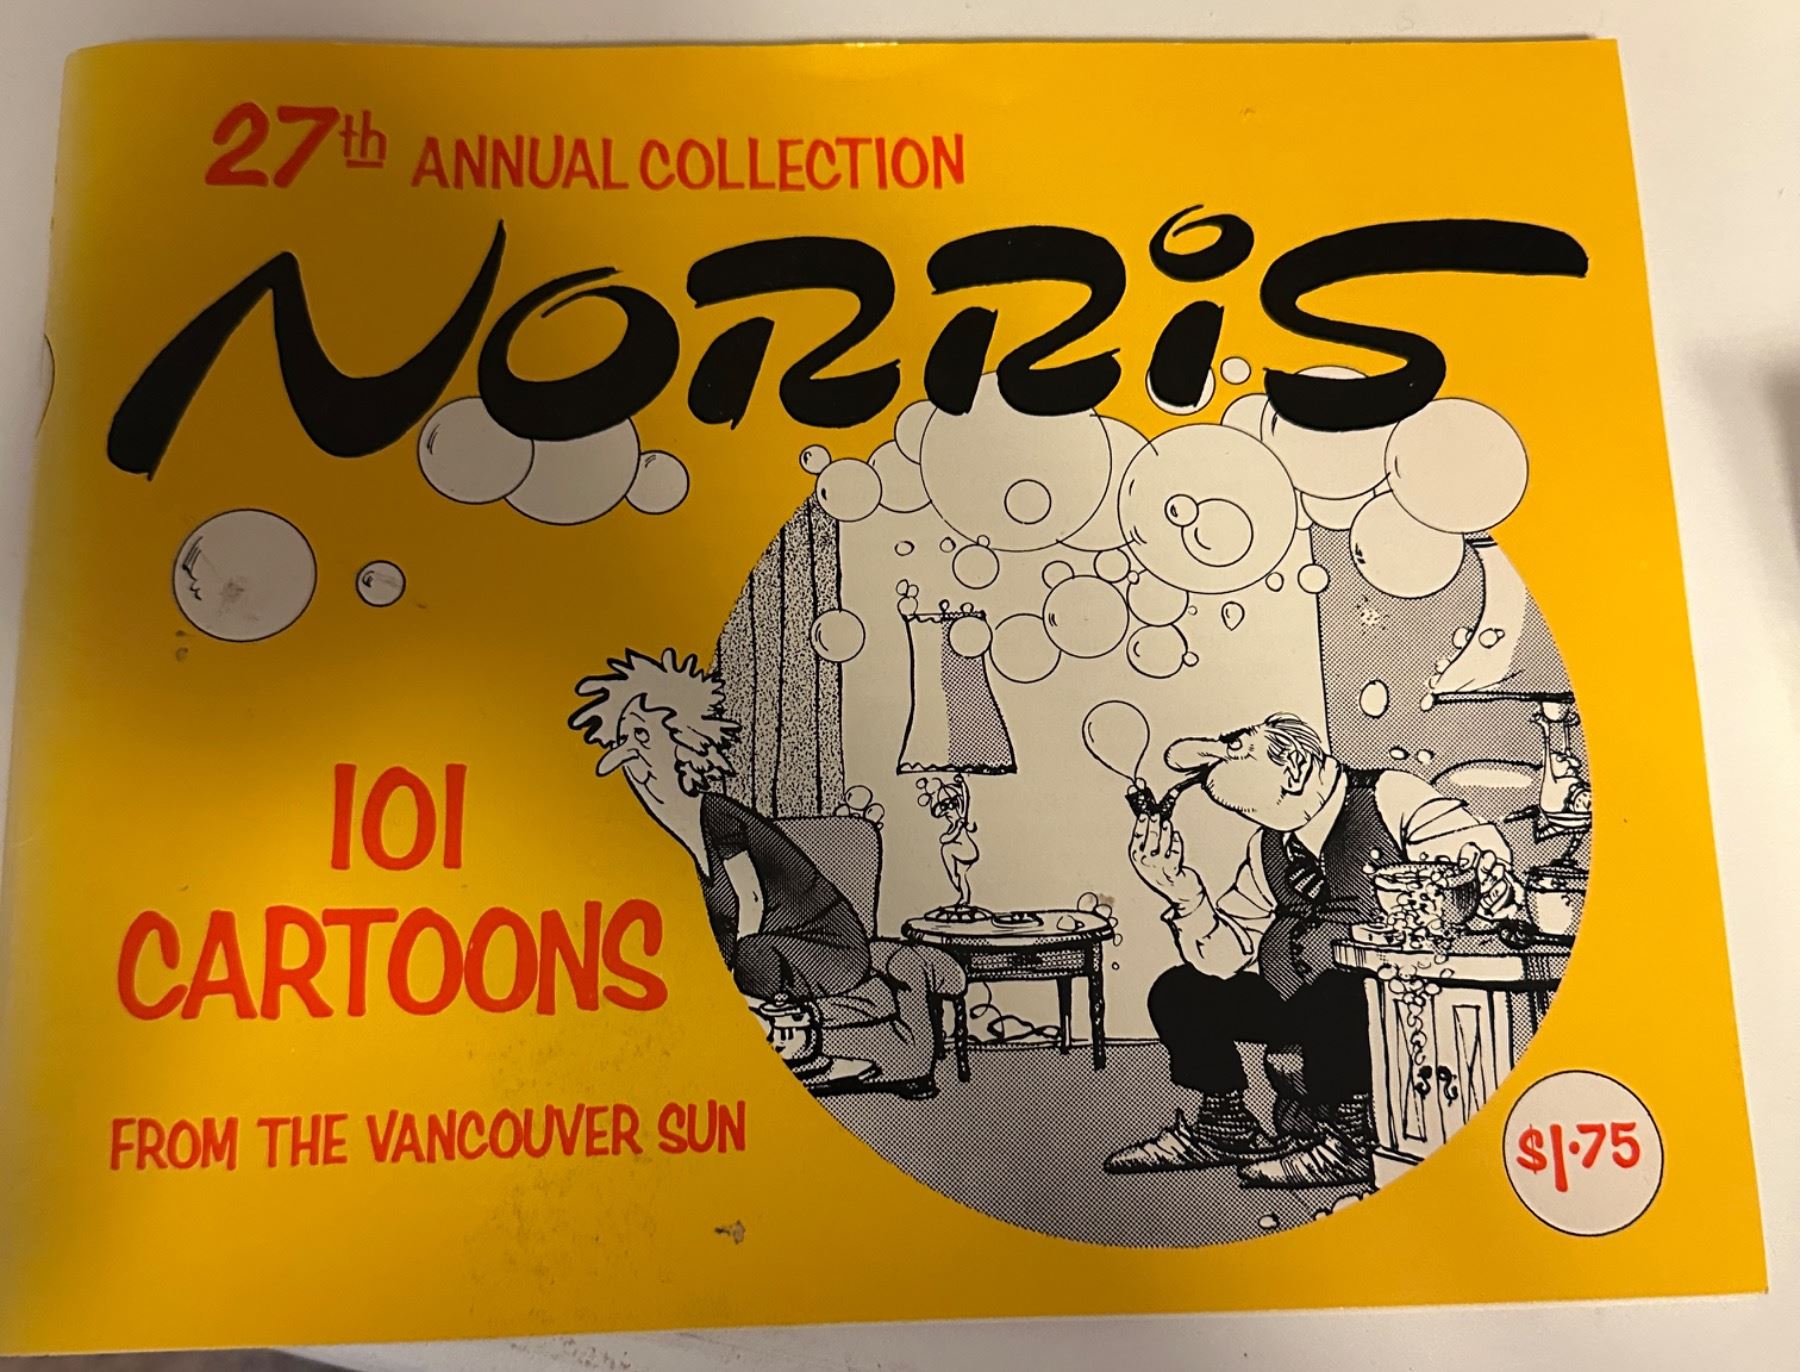 27th ANNUAL COLLECTION
NORRiS
101
CARTOONS
FROM THE VANCOUVER SUN
$1.75